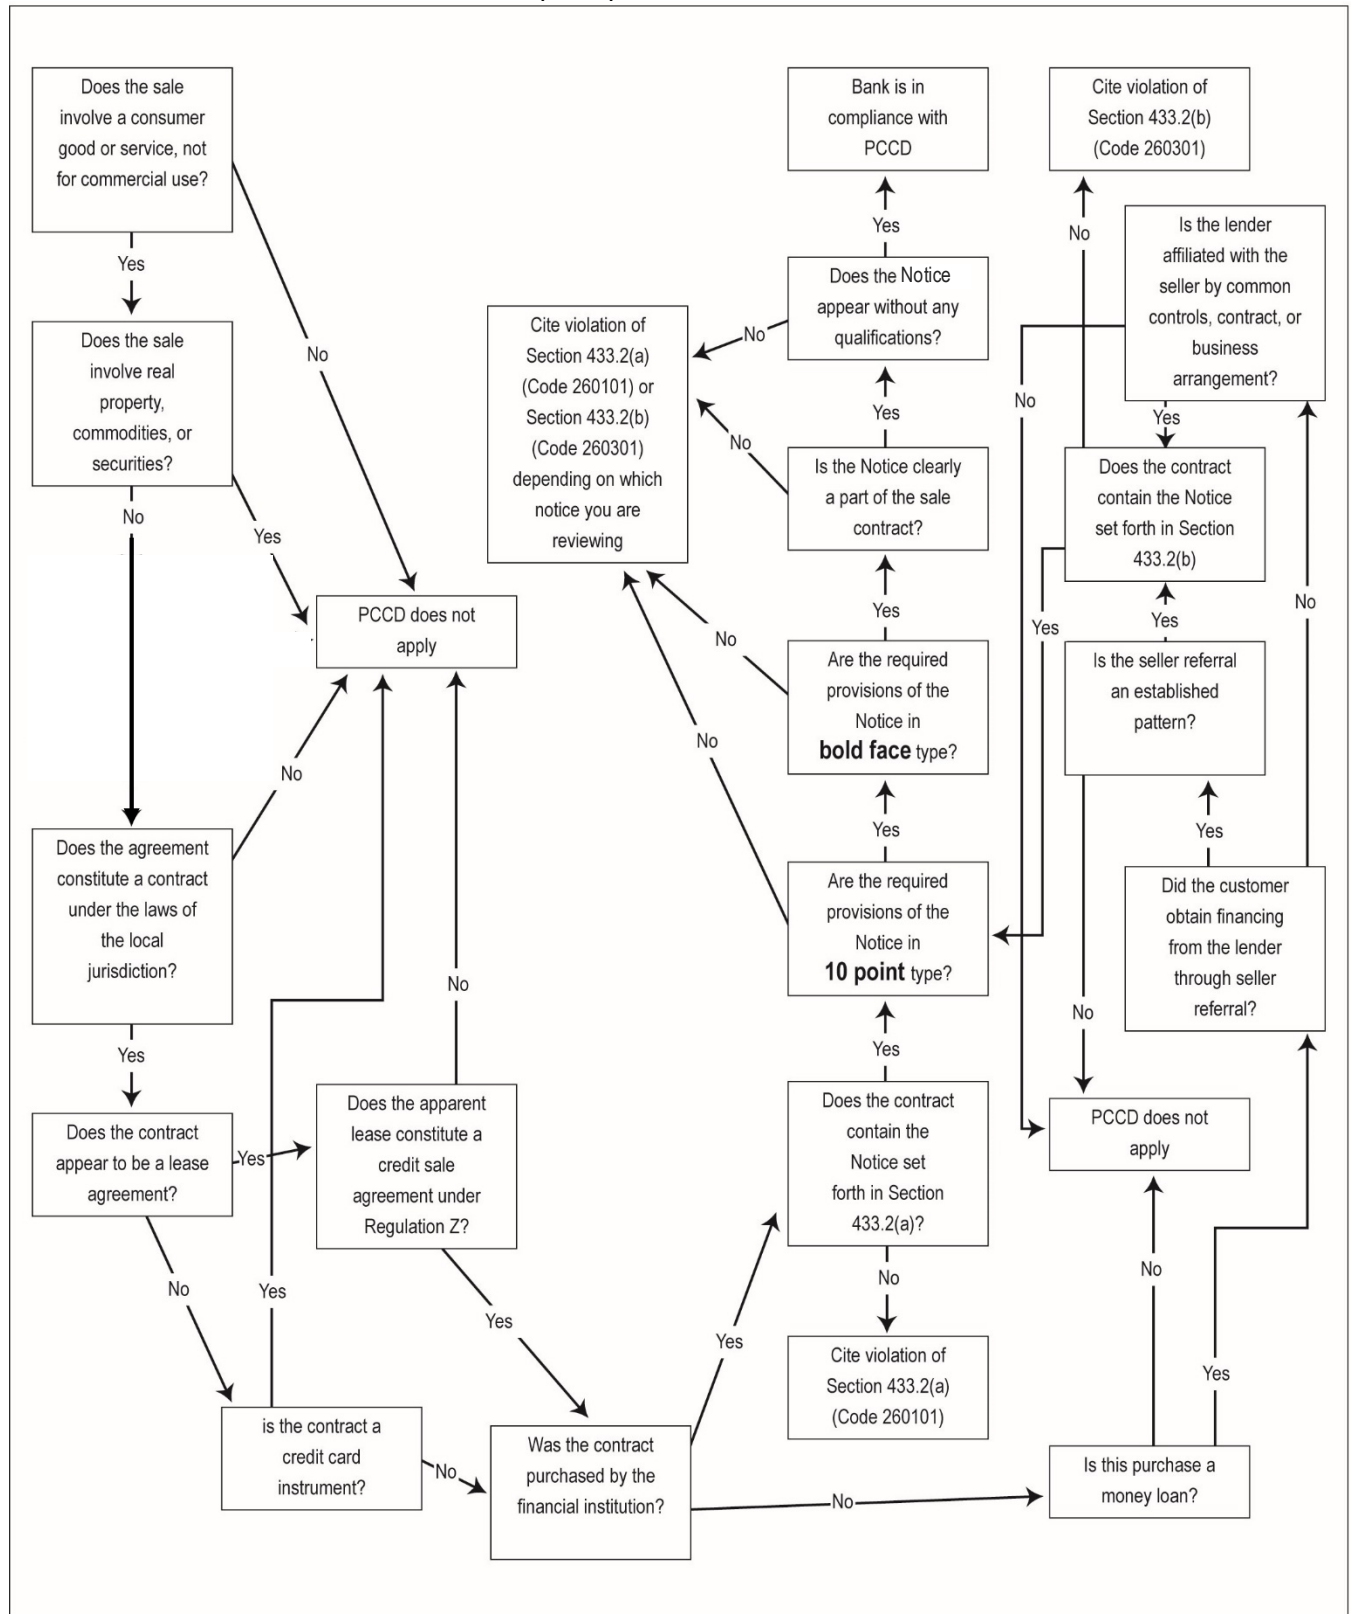 Does the sale
involve a consumer
good or service, not
for commercial use?
Yes
No
Does the sale
involve real
property,
commodities, or
securities?
No
Yes
PCCD does not
apply
Does the agreement
constitute a contract
under the laws of
the local
jurisdiction?
No
Yes
Does the contract
appear to be a lease
agreement?
Yes
No
Does the apparent
lease constitute a
credit sale
agreement under
Regulation Z?
No
Yes
is the contract a
credit card
instrument?
Yes
No
Was the contract
purchased by the
financial institution?
Yes
No
Cite violation of
Section 433.2(a)
(Code 260101) or
Section 433.2(b)
(Code 260301)
depending on which
notice you are
reviewing
Bank is in
compliance with
PCCD
Yes
Does the Notice
appear without any
qualifications?
No
Yes
Is the Notice clearly
a part of the sale
contract?
No
Yes
Are the required
provisions of the
Notice in
bold face type?
No
Yes
Are the required
provisions of the
Notice in
10 point type?
No
Yes
Does the contract
contain the
Notice set
forth in Section
433.2(a)?
No
Cite violation of
Section 433.2(a)
(Code 260101)
Cite violation of
Section 433.2(b)
(Code 260301)
No
Is the lender
affiliated with the
seller by common
controls, contract, or
business
arrangement?
No
Yes
Does the contract
contain the Notice
set forth in Section
433.2(b)
Yes
Yes
Is the seller referral
an established
pattern?
No
Yes
No
Did the customer
obtain financing
from the lender
through seller
referral?
PCCD does not
apply
No
Yes
Is this purchase a
money loan?